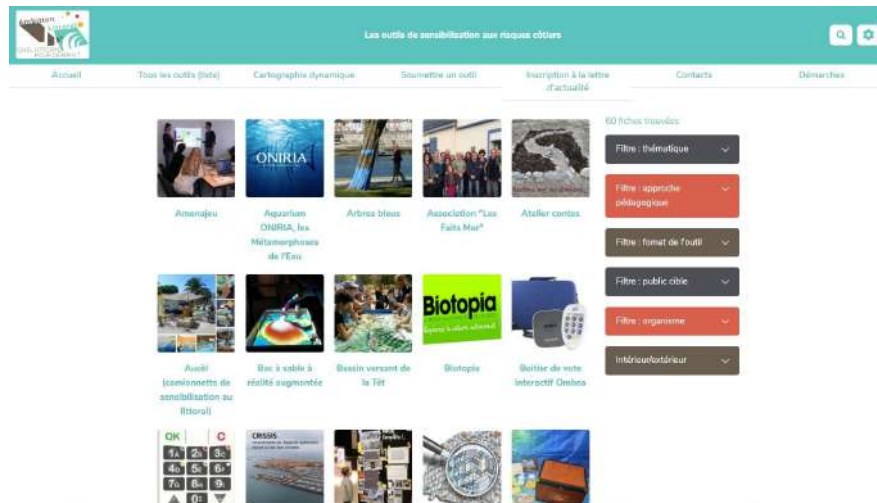 Les outils de sensibilisation aux risques côtiers
Accueil
Tous les outils (liste)
Cartographie dynamique
Soumettre un outil
Inscription à la lettre
d'actualité
Contacts
Démarches
60 fiches trouvées
Filtre : thématique
Filtre : approche
pédagogique
Filtre : fomat de l'outil
Filtre : public cible
Filtre : organisme
Intérieur/extérieur
ONIRIA
Amenajeu
Aquarium
ONIRIA, les
Métamorphoses
de l'Eau
Arbres bleus
Association "Les
Faits Mer"
Atelier contes
Biotopia
Auzél
(camionnette de
sensibilisation au
littoral)
Bac à sable à
réalité augmentée
Bassin versant de
la Têt
Biotopia
Boitier de vote
interactif Ombea
OK C
CRISSIS